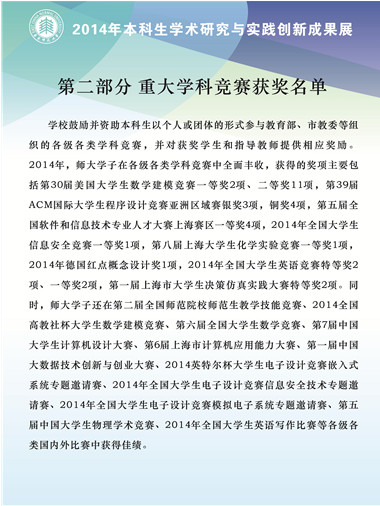 2014年本科生学术研究与实践创新成果展
第二部分 重大学科竞赛获奖名单
学校鼓励并资助本科生以个人或团体的形式参与教育部、市教委等组
织的各级各类学科竞赛，并对获奖学生和指导教师提供相应奖励。
2014年，师大学子在各级各类学科竞赛中全面丰收，获得的奖项主要包
括第30届美国大学生数学建模竞赛一等奖2项、二等奖11项，第39届
ACM国际大学生程序设计竞赛亚洲区域赛银奖3项，铜奖4项，第五届全
国软件和信息技术专业人才大赛上海赛区一等奖4项，2014年全国大学生
信息安全竞赛一等奖1项，第八届上海大学生化学实验竞赛一等奖1项，
2014年德国红点概念设计奖1项，2014年全国大学生英语竞赛特等奖2
项、一等奖2项，第一届上海市大学生决策仿真实践大赛特等奖2项。同
时，师大学子还在第二届全国师范院校师范生教学技能竞赛、2014全国
高教社杯大学生数学建模竞赛、第六届全国大学生数学竞赛、第7届中国
大学生计算机设计大赛、第6届上海市计算机应用能力大赛、第一届中国
大数据技术创新与创业大赛、2014英特尔杯大学生电子设计竞赛嵌入式
系统专题邀请赛、2014年全国大学生电子设计竞赛信息安全技术专题邀
请赛、2014年全国大学生电子设计竞赛模拟电子系统专题邀请赛、第五
届中国大学生物理学术竞赛、2014年全国大学生英语写作比赛等各级各
类国内外比赛中获得佳绩。